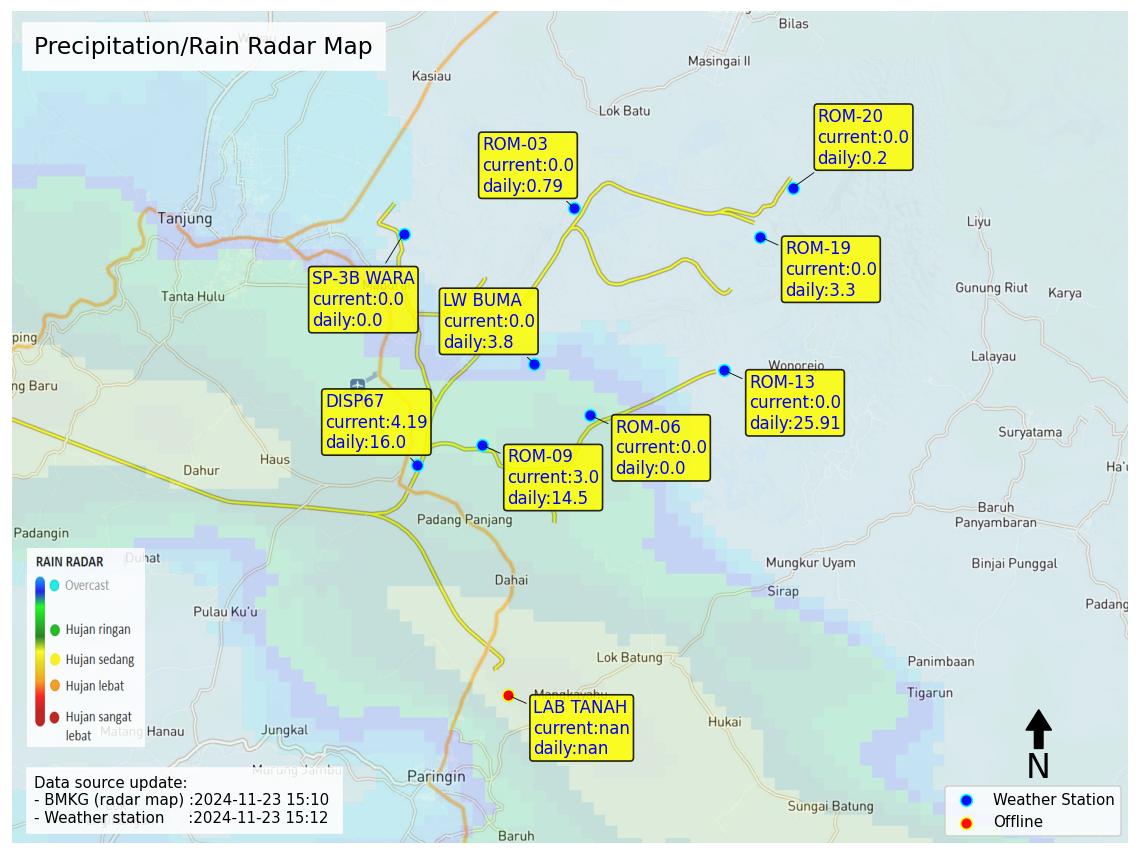 Precipitation/Rain Radar Map
Bilas
Masingai II
Kasiau
Lok Batu
ROM-20
current:0.0
daily:0.2
ROM-03
current:0.0
daily:0.79
Tanjung
Liyu
ROM-19
current:0.0
daily:3.3
SP-3B WARA
current:0.0
daily:0.0
Tanta Hulu
LW BUMA
current:0.0
daily:3.8
Gunung Riut
Karya
ping
Lalayau
Wonorejo
ng Baru
ROM-13
current:0.0
daily:25.91
DISP67
current:4.19
daily:16.0
ROM-06
current:0.0
daily:0.0
Suryatama
ROM-09
current:3.0
daily:14.5
Haus
Dahur
Ha'u
Baruh
Panyambaran
Padang Panjang
Padangin
RAIN RADAR
Overcast
Hujan ringan
Hujan sedang
Hujan lebat
Hujan sangat
lebat
Mungkur Uyam
Binjai Punggal
Dahai
Sirap
Padang
Pulau Ku'u
Lok Batung
Panimbaan
Tigarun
Mangkayahu
LAB TANAH
current:nan
daily:nan
Hukai
Jungkal
Matang Hanau
Murung Jambu
Paringin
N
Data source update:
- BMKG (radar map) :2024-11-23 15:10
- Weather station :2024-11-23 15:12
Sungai Batung
Baruh
Weather Station
Offline